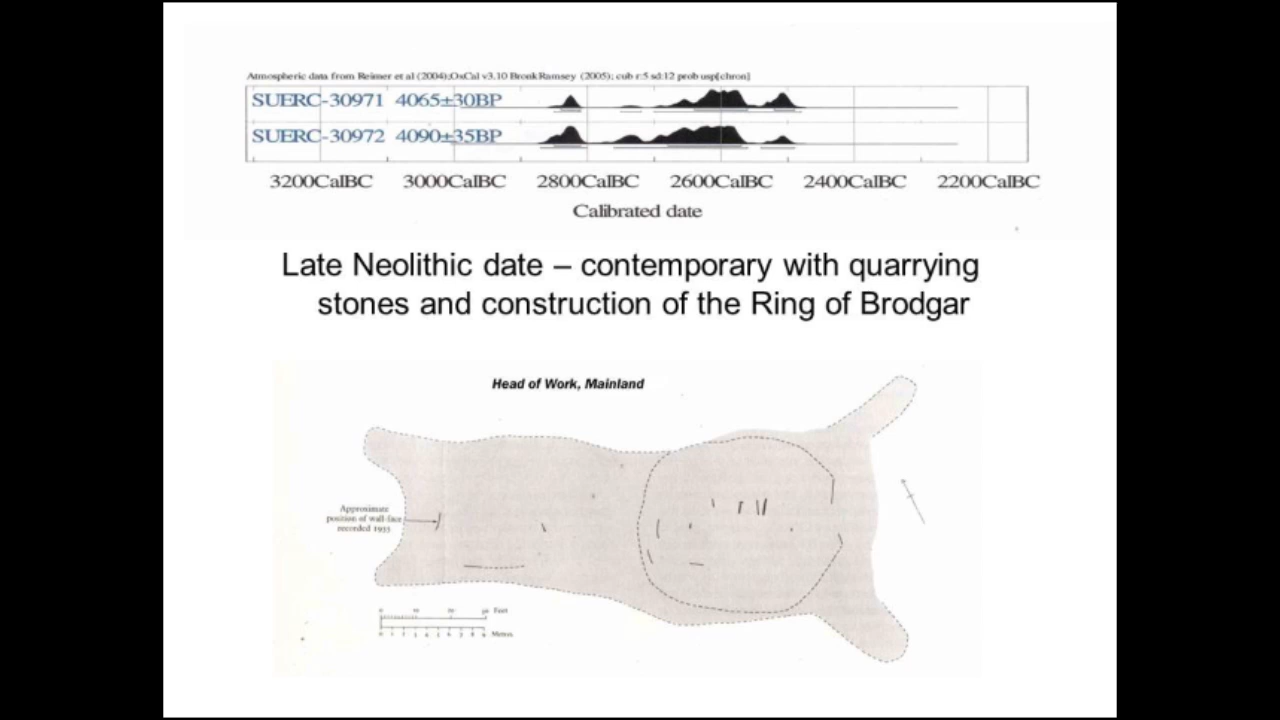 Atmospheric data from Reimer et al (2004);OxCal v3.10 Bronk Ramsey (2005); cub r:5 sd:12 prob usp[chron]
SUERC-30971 4065±30BP
SUERC-30972 4090±35BP
3200CalBC 3000CalBC 2800CalBC 2600CalBC 2400CalBC 2200CalBC
Calibrated date
Late Neolithic date – contemporary with quarrying
stones and construction of the Ring of Brodgar
Head of Work, Mainland
Approximate
position of wall-face
recorded 1935
Feet
Metres